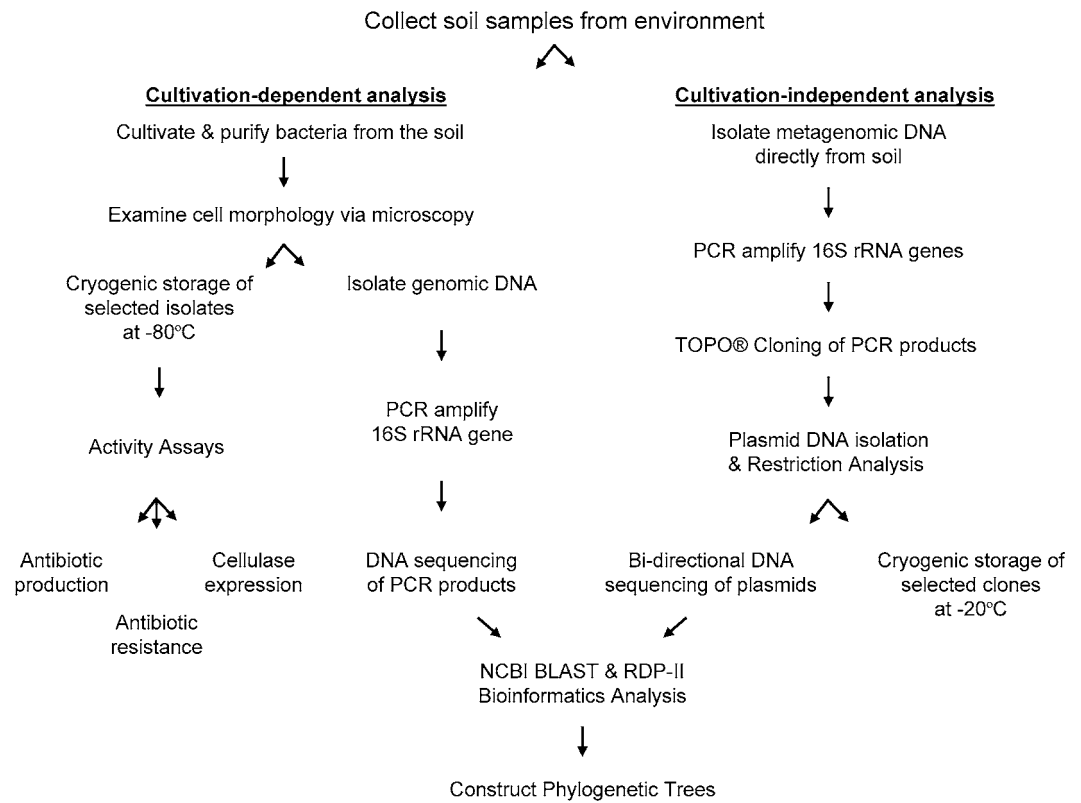 Collect soil samples from environment
Cultivation-dependent analysis
Cultivate & purify bacteria from the soil
Examine cell morphology via microscopy
Cryogenic storage of
selected isolates
at -80°C
Activity Assays
Antibiotic
production
Antibiotic
resistance
Cellulase
expression
Isolate genomic DNA
PCR amplify
16S rRNA gene
DNA sequencing
of PCR products
Cultivation-independent analysis
Isolate metagenomic DNA
directly from soil
PCR amplify 16S rRNA genes
TOPO® Cloning of PCR products
Plasmid DNA isolation
& Restriction Analysis
Bi-directional DNA
sequencing of plasmids
Cryogenic storage of
selected clones
at -20°C
NCBI BLAST & RDP-II
Bioinformatics Analysis
Construct Phylogenetic Trees